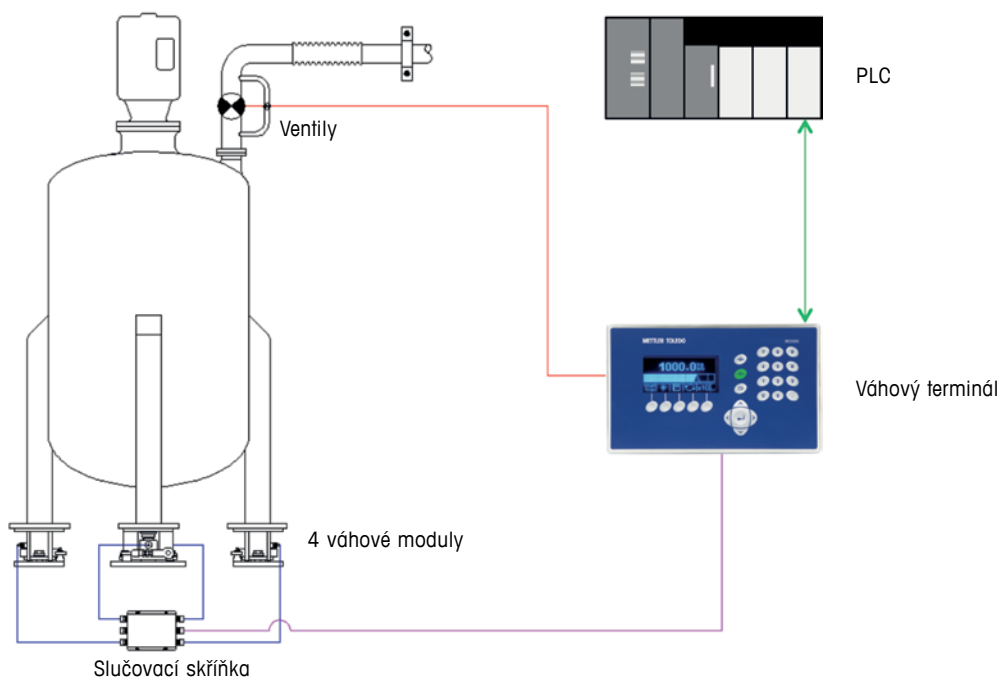 PLC
Ventily
METTLER TOLEDO
1000.0
Váhový terminál
4 váhové moduly
Slučovací skříňka